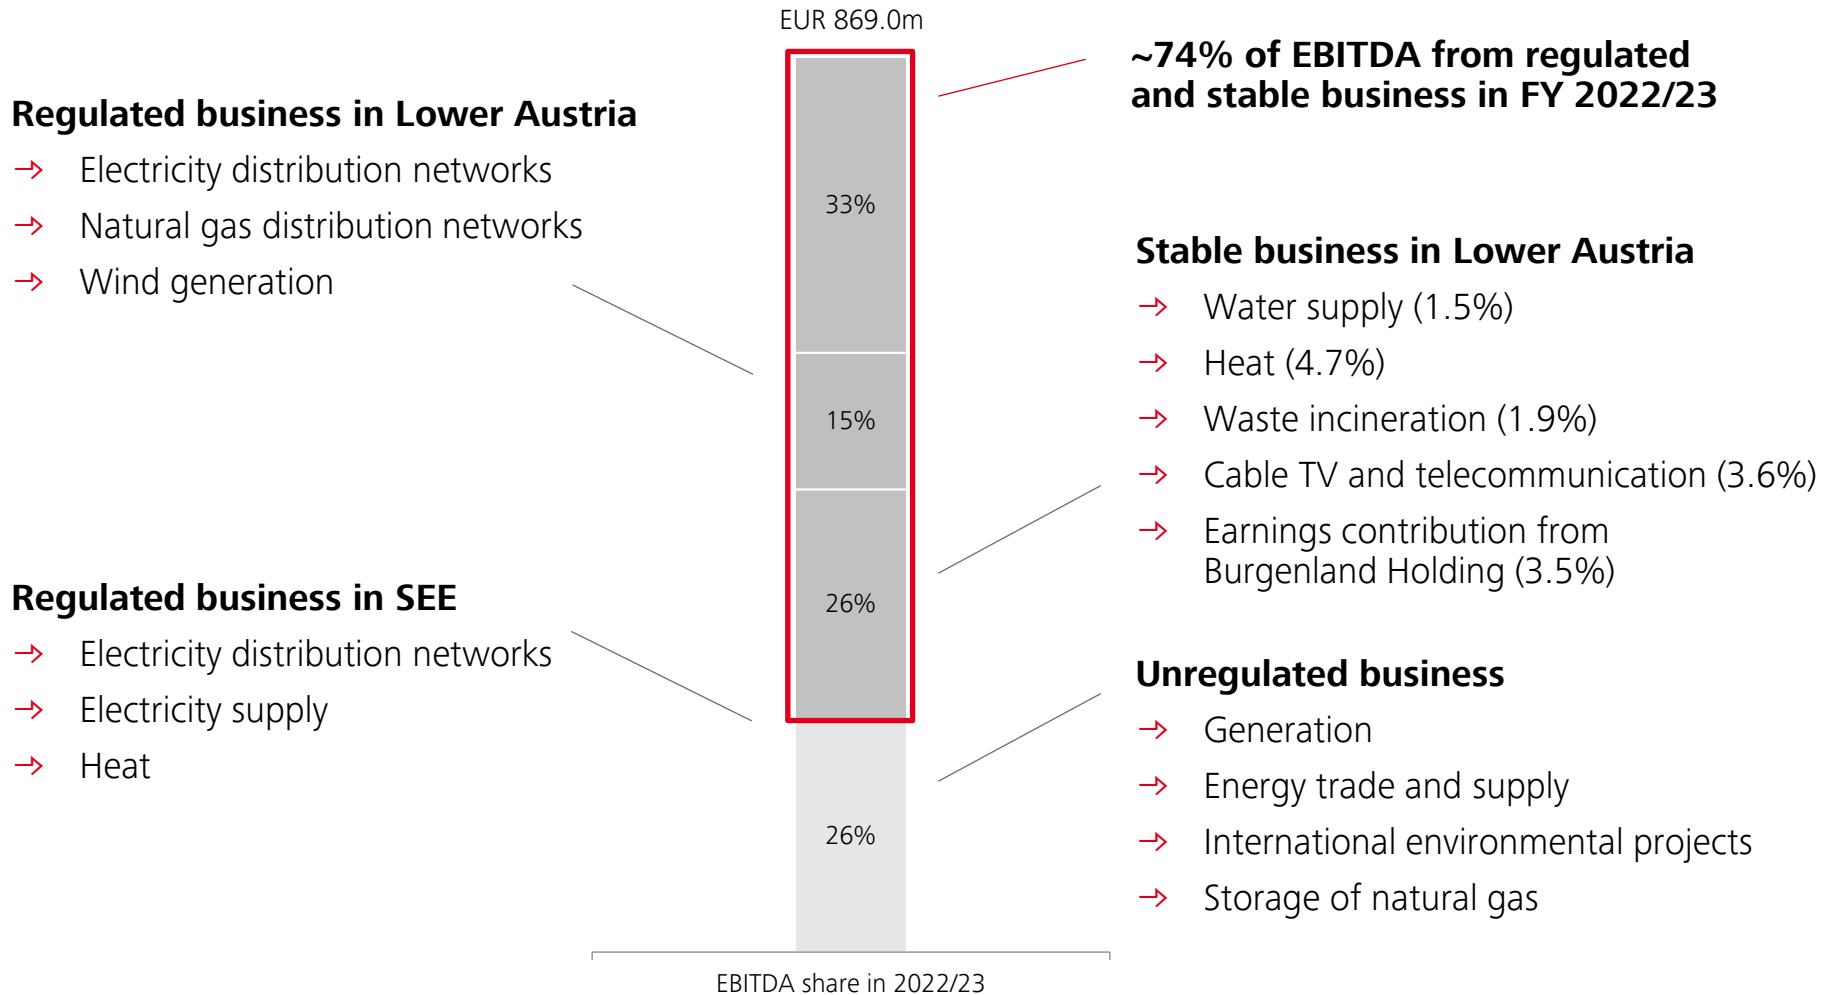 EUR 869.0m
~74% of EBITDA from regulated
and stable business in FY 2022/23
Regulated business in Lower Austria
→ Electricity distribution networks
→ Natural gas distribution networks
→ Wind generation
Regulated business in SEE
→ Electricity distribution networks
→ Electricity supply
→ Heat
33%
15%
26%
26%
EBITDA share in 2022/23
Stable business in Lower Austria
→ Water supply (1.5%)
→ Heat (4.7%)
→ Waste incineration (1.9%)
→ Cable TV and telecommunication (3.6%)
→ Earnings contribution from
Burgenland Holding (3.5%)
Unregulated business
→ Generation
→ Energy trade and supply
→ International environmental projects
→ Storage of natural gas